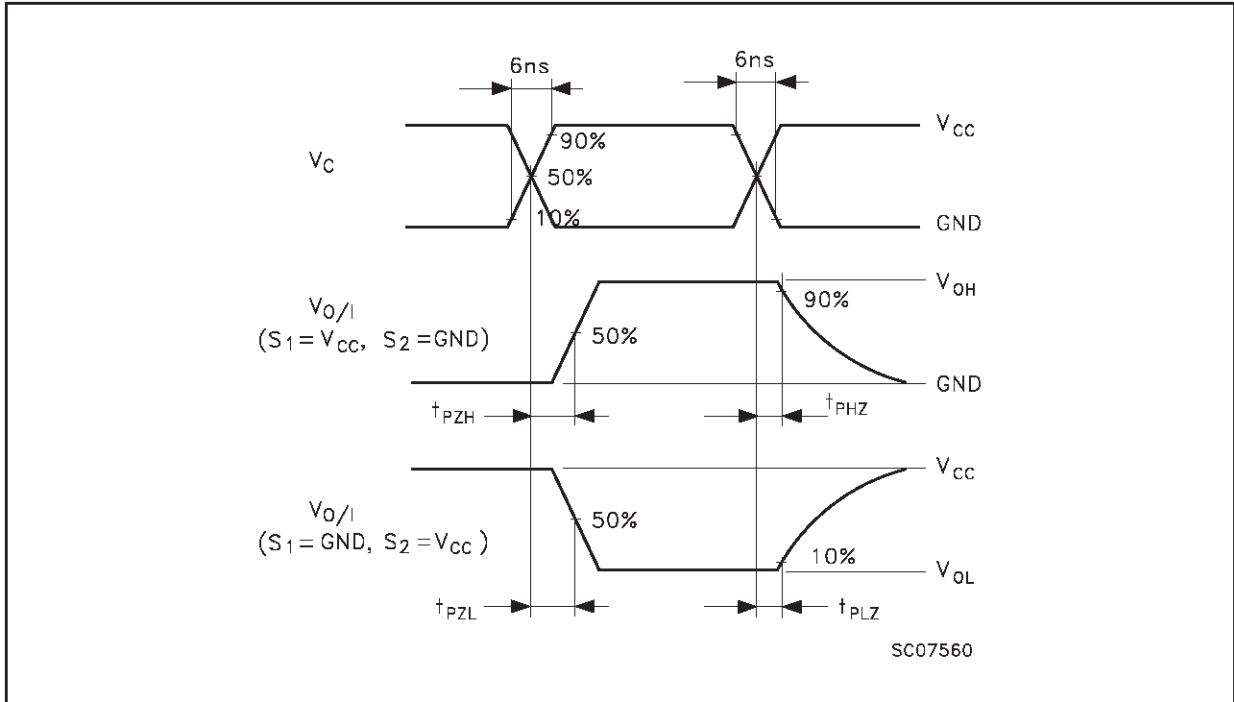 6ns 6ns
V_CC
90%
V_C
50%
10%
GND
V_OH
90%
V_O/I
(S_1=V_CC, S_2=GND)
50%
GND
t_PZH t_PHZ
V_CC
V_O/I
50%
(S_1=GND, S_2=V_CC)
10%
V_OL
t_PZL t_PLZ
SC07560